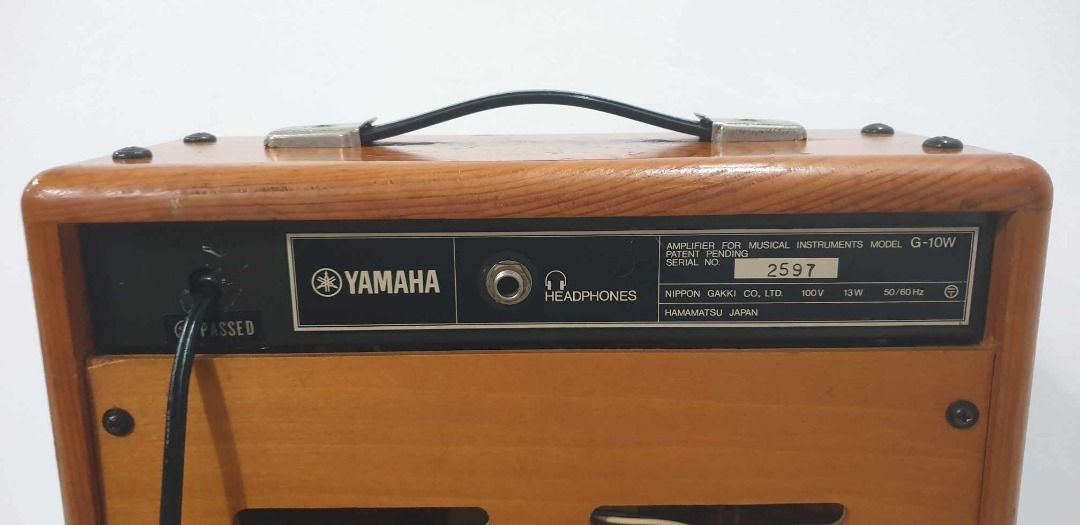 YAMAHA
HEADPHONES
AMPLIFIER FOR MUSICAL INSTRUMENTS MODEL G-10W
PATENT PENDING
SERIAL NO. 2597
NIPPON GAKKI CO., LTD. 100V 13W 50/60Hz
HAMAMATSU JAPAN
PASSED